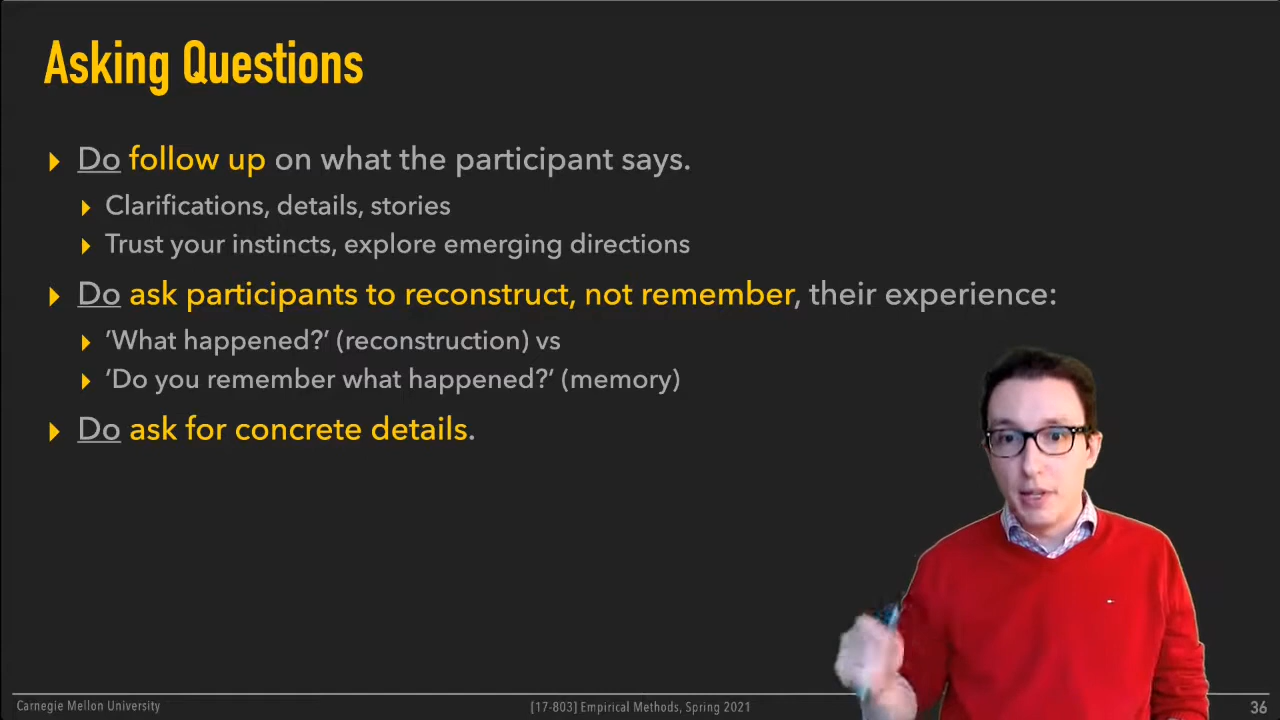 Asking Questions
Do follow up on what the participant says.
Clarifications, details, stories
Trust your instincts, explore emerging directions
Do ask participants to reconstruct, not remember, their experience:
’What happened?’ (reconstruction) vs
‘Do you remember what happened?’ (memory)
Do ask for concrete details.
Carnegie Mellon University
[17-803] Empirical Methods, Spring 2021
36